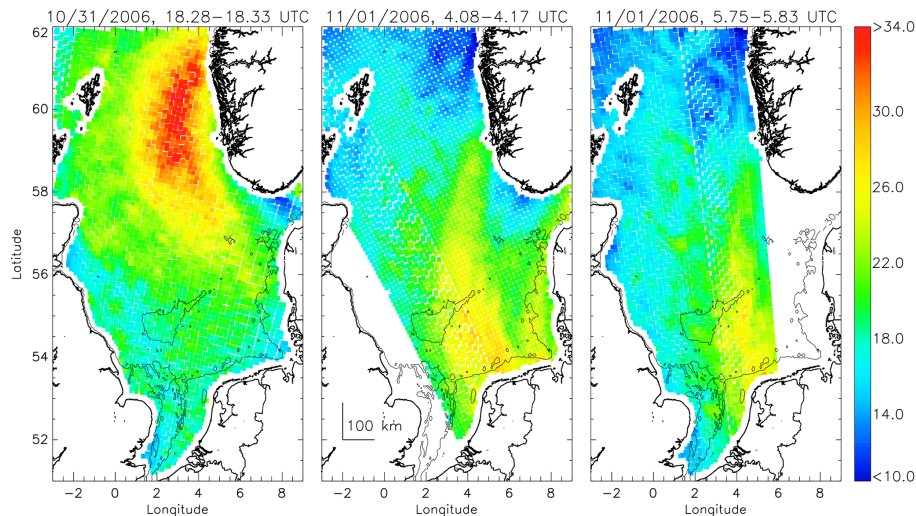 10/31/2006, 18.28-18.33 UTC
11/01/2006, 4.08-4.17 UTC
11/01/2006, 5.75-5.83 UTC
>34.0
30.0
26.0
22.0
18.0
14.0
<10.0
62
60
58
56
54
52
Latitude
100 km
30
-2 0 2 4 6 8
-2 0 2 4 6 8
-2 0 2 4 6 8
Longitude
Longitude
Longitude